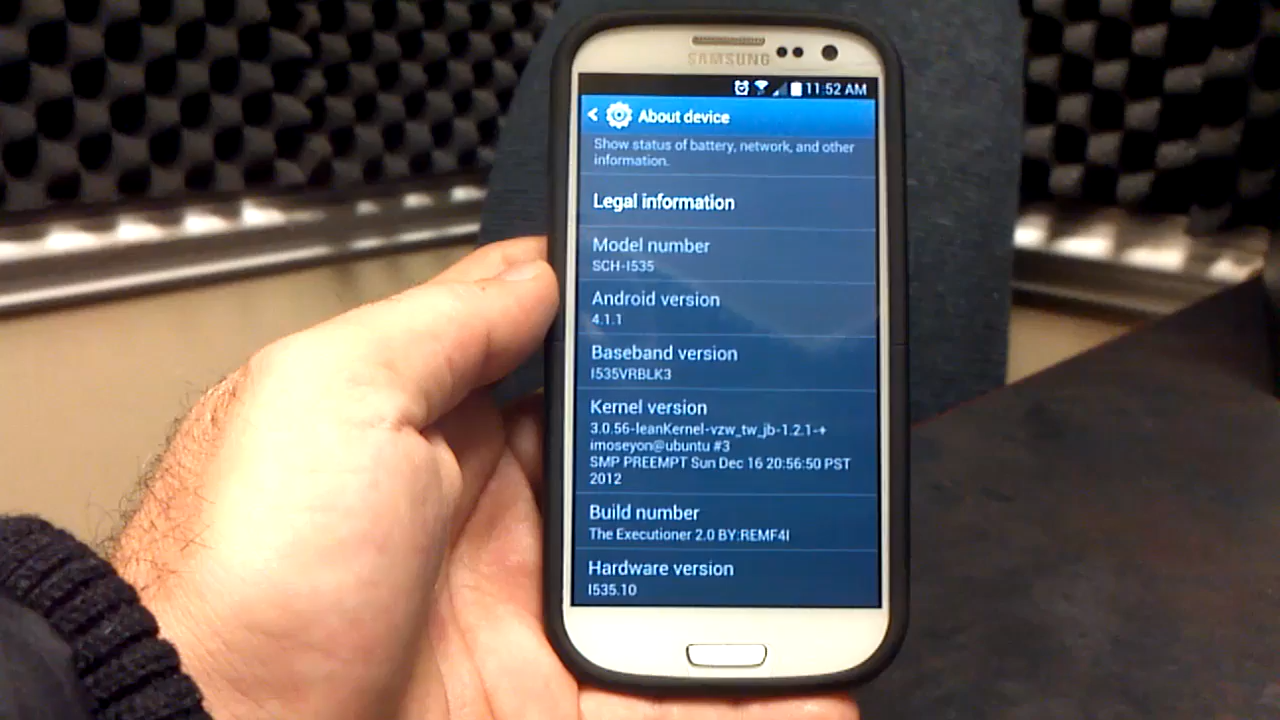 SAMSUNG
11:52 AM
About device
Show status of battery, network, and other
information.
Legal information
Model number
SCH-I535
Android version
4.1.1
Baseband version
I535VRBLK3
Kernel version
3.0.56-leanKernel-vzw_tw_jb-1.2.1-+
imoseyon@ubuntu #3
SMP PREEMPT Sun Dec 16 20:56:50 PST
2012
Build number
The Executioner 2.0 BY:REMF4I
Hardware version
I535.10